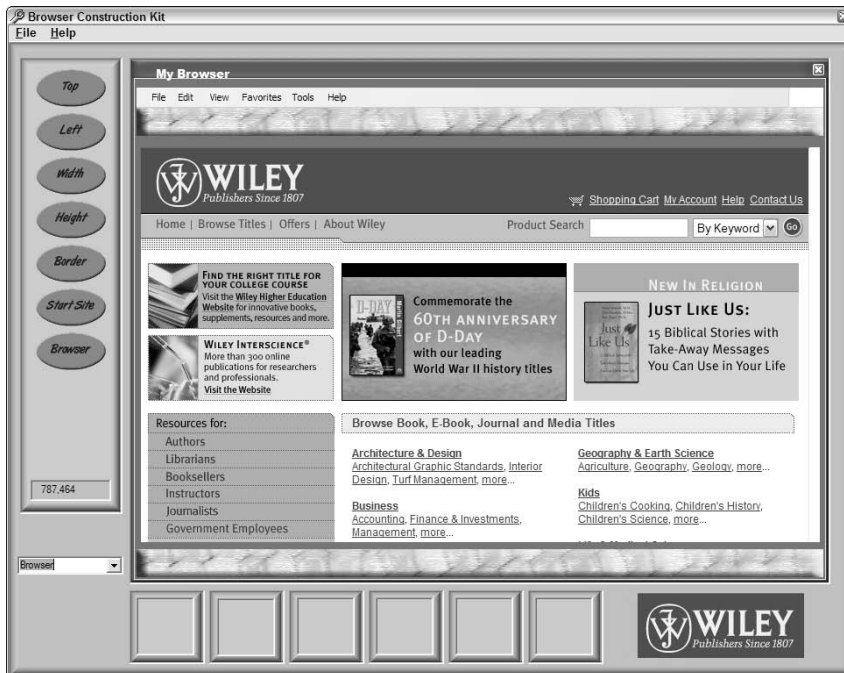 Browser Construction Kit
File Help
Top
Left
Width
Height
Border
Start Site
Browser
787,464
Browser
My Browser
File Edit View Favorites Tools Help
WILEY
Publishers Since 1807
Shopping Cart My Account Help Contact Us
Home | Browse Titles | Offers | About Wiley
Product Search By Keyword Go
FIND THE RIGHT TITLE FOR
YOUR COLLEGE COURSE
Visit the Wiley Higher Education
Website for innovative books,
supplements, resources and more.
WILEY INTERSCIENCE®
More than 300 online
publications for researchers
and professionals.
Visit the Website
D-DAY
Martin Gilbert
Commemorate the
60TH ANNIVERSARY
OF D-DAY
with our leading
World War II history titles
NEW IN RELIGION
Just
Like Us
JUST LIKE US:
15 Biblical Stories with
Take-Away Messages
You Can Use in Your Life
Resources for:
Authors
Librarians
Booksellers
Instructors
Journalists
Government Employees
Browse Book, E-Book, Journal and Media Titles
Architecture & Design
Architectural Graphic Standards, Interior
Design, Turf Management, more...
Business
Accounting, Finance & Investments,
Management, more...
Geography & Earth Science
Agriculture, Geography, Geology, more...
Kids
Children's Cooking, Children's History,
Children's Science, more...
WILEY
Publishers Since 1807